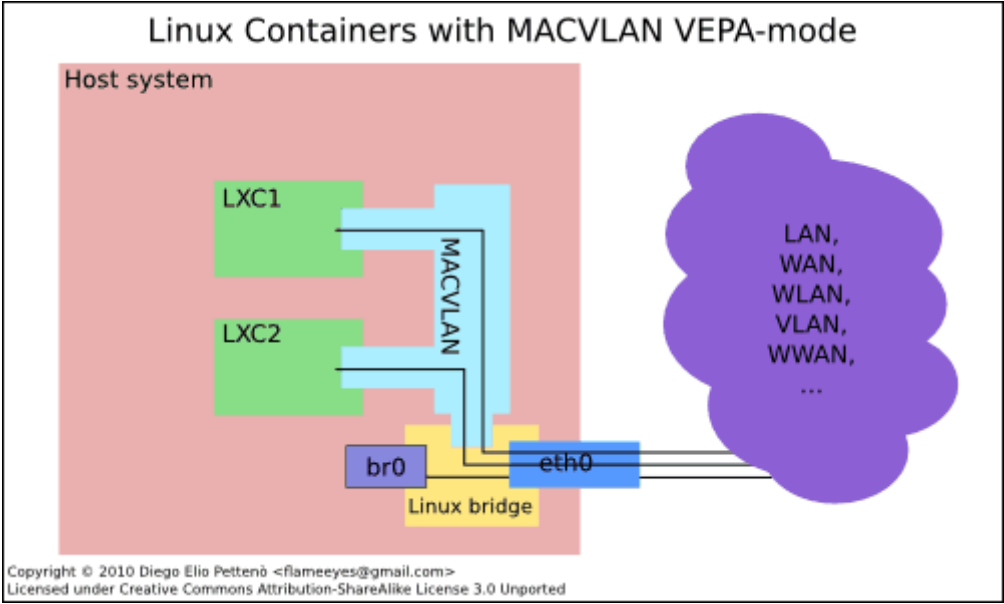 Linux Containers with MACVLAN VEPA-mode
Host system
LXC1
MACVLAN
LXC2
br0
eth0
Linux bridge
LAN,
WAN,
WLAN,
VLAN,
WWAN,
...
Copyright © 2010 Diego Elio Pettenò <flameeyes@gmail.com>
Licensed under Creative Commons Attribution-ShareAlike License 3.0 Unported